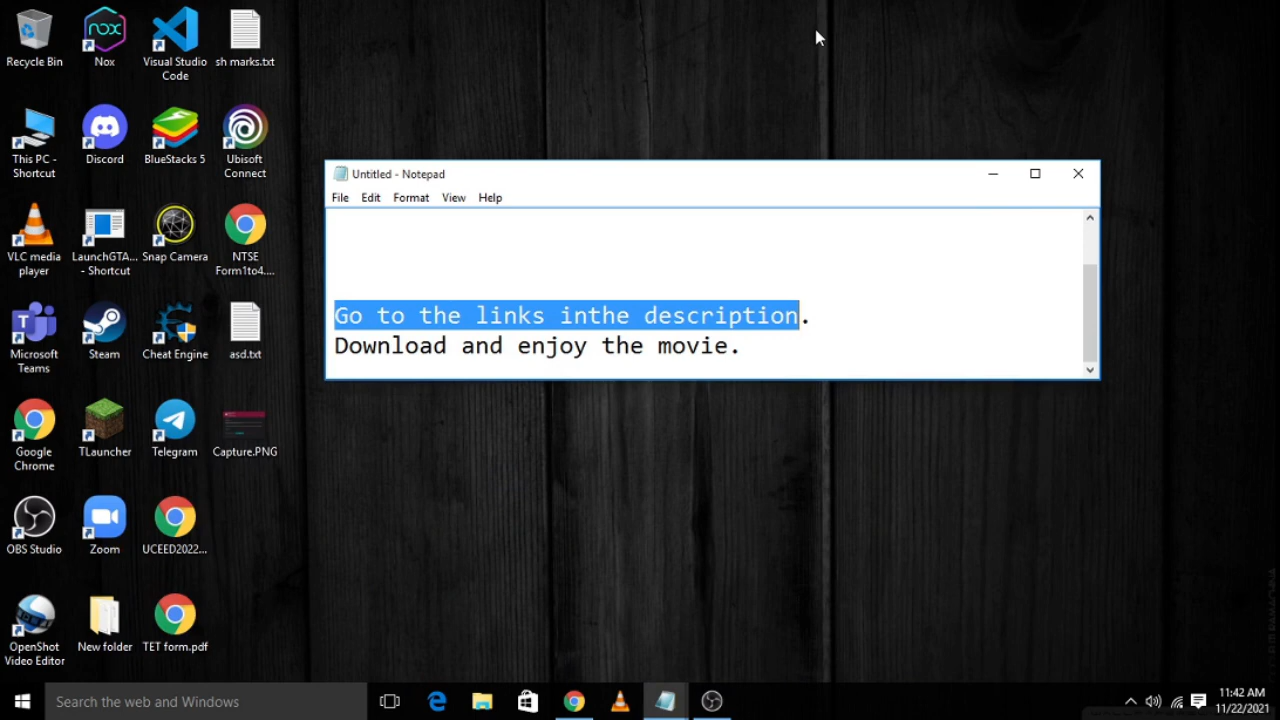 Recycle Bin
Nox
Visual Studio
Code
sh marks.txt
This PC -
Shortcut
Discord
BlueStacks 5
Ubisoft
Connect
VLC media
player
LaunchGTA...
- Shortcut
Snap Camera
NTSE
Form1to4....
Microsoft
Teams
Steam
Cheat Engine
asd.txt
Google
Chrome
TLauncher
Telegram
Capture.PNG
OBS Studio
Zoom
UCEED2022...
OpenShot
Video Editor
New folder
TET form.pdf
Untitled - Notepad
File Edit Format View Help
Go to the links inthe description.
Download and enjoy the movie.
Search the web and Windows
11:42 AM
11/22/2021